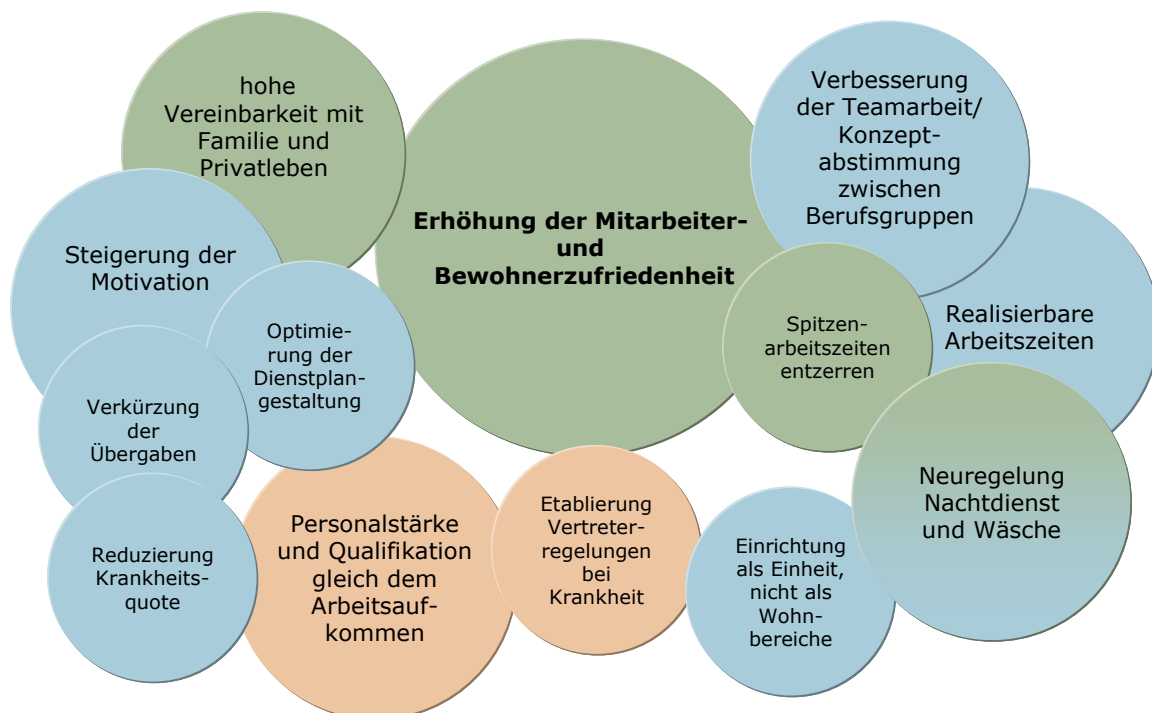 hohe
Vereinbarkeit mit
Familie und
Privatleben
Erhöhung der Mitarbeiter-
und
Bewohnerzufriedenheit
Verbesserung
der Teamarbeit/
Konzept-
abstimmung
zwischen
Berufsgruppen
Steigerung der
Motivation
Optimie-
rung der
Dienstplan-
gestaltung
Spitzen-
arbeitszeiten
entzerren
Realisierbare
Arbeitszeiten
Verkürzung
der
Übergaben
Neuregelung
Nachtdienst
und Wäsche
Reduzierung
Krankheits-
quote
Personalstärke
und Qualifikation
gleich dem
Arbeitsauf-
kommen
Etablierung
Vertreter-
regelungen
bei
Krankheit
Einrichtung
als Einheit,
nicht als
Wohn-
bereiche